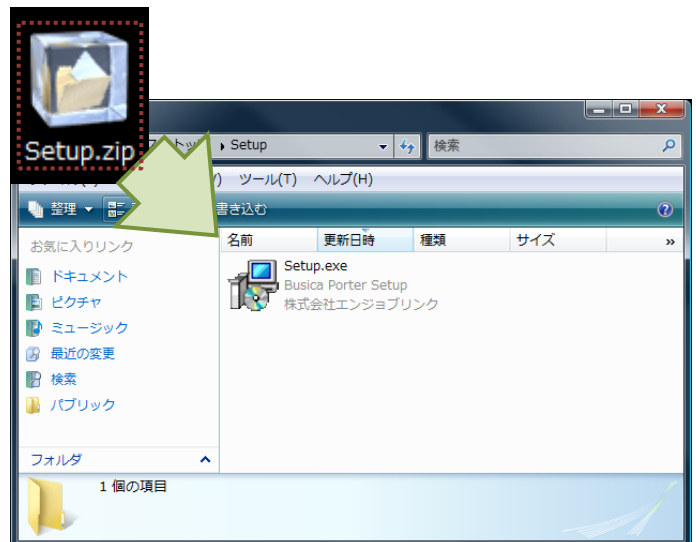 Setup.zip
Setup
検索
ツール(T) ヘルプ(H)
整理
書き込む
お気に入りリンク
ドキュメント
ピクチャ
ミュージック
最近の変更
検索
パブリック
フォルダ
名前 更新日時 種類 サイズ »
Setup.exe
Busica Porter Setup
株式会社エンジョブリンク
1 個の項目